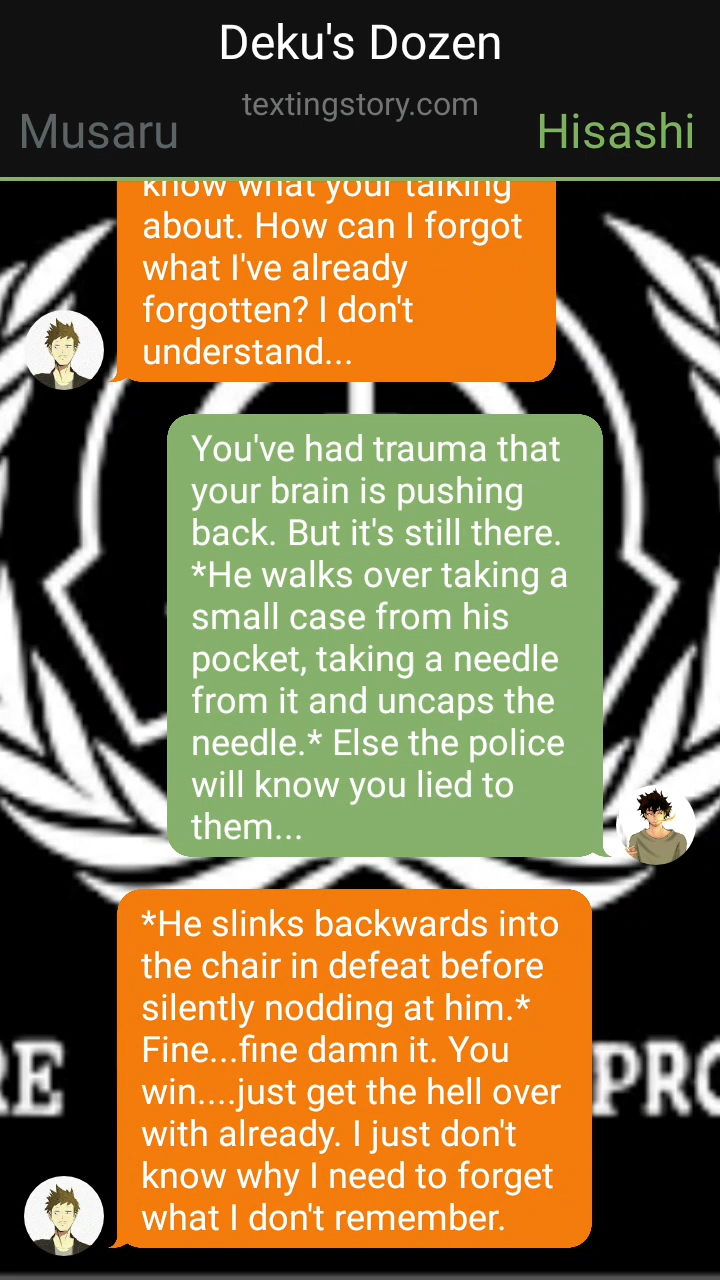 Deku's Dozen
textingstory.com
Musaru
Hisashi
know what your talking
about. How can I forgot
what I've already
forgotten? I don't
understand...
You've had trauma that
your brain is pushing
back. But it's still there.
*He walks over taking a
small case from his
pocket, taking a needle
from it and uncaps the
needle.* Else the police
will know you lied to
them...
*He slinks backwards into
the chair in defeat before
silently nodding at him.*
Fine...fine damn it. You
win....just get the hell over
with already. I just don't
know why I need to forget
what I don't remember.
RE
PRO